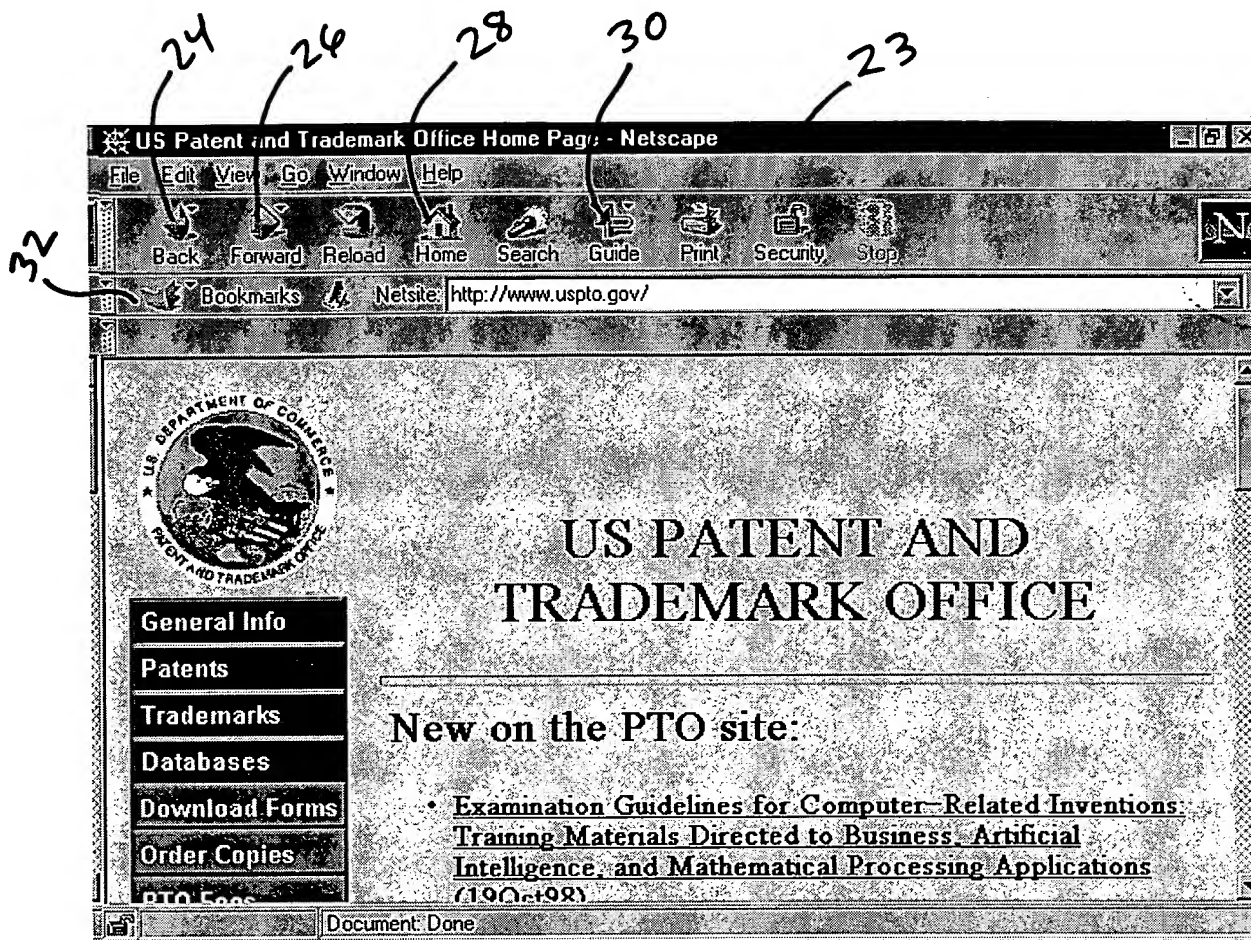 24 26 28 30 23
US Patent and Trademark Office Home Page - Netscape
File Edit View Go Window Help
Back Forward Reload Home Search Guide Print Security Stop
N
32
Bookmarks Netsite: http://www.uspto.gov/
U.S. DEPARTMENT OF COMMERCE
PATENT AND TRADEMARK OFFICE
US PATENT AND
TRADEMARK OFFICE
General Info
Patents
Trademarks
Databases
Download Forms
Order Copies
PTO Fees
New on the PTO site:
• Examination Guidelines for Computer-Related Inventions:
Training Materials Directed to Business, Artificial
Intelligence, and Mathematical Processing Applications
(19Oct98)
Document: Done